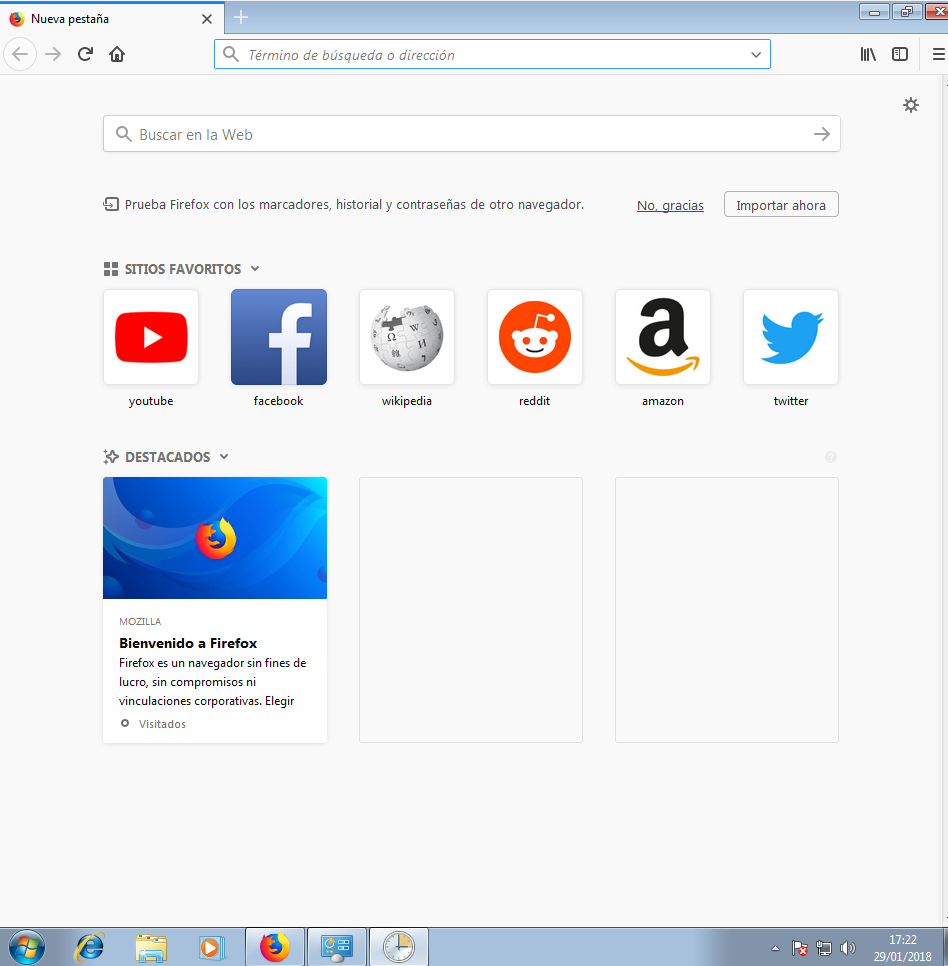 Nueva pestaña
Término de búsqueda o dirección
Buscar en la Web
Prueba Firefox con los marcadores, historial y contraseñas de otro navegador.
No, gracias
Importar ahora
SITIOS FAVORITOS
youtube
facebook
wikipedia
reddit
amazon
twitter
DESTACADOS
MOZILLA
Bienvenido a Firefox
Firefox es un navegador sin fines de
lucro, sin compromisos ni
vinculaciones corporativas. Elegir
Visitados
17:22
29/01/2018